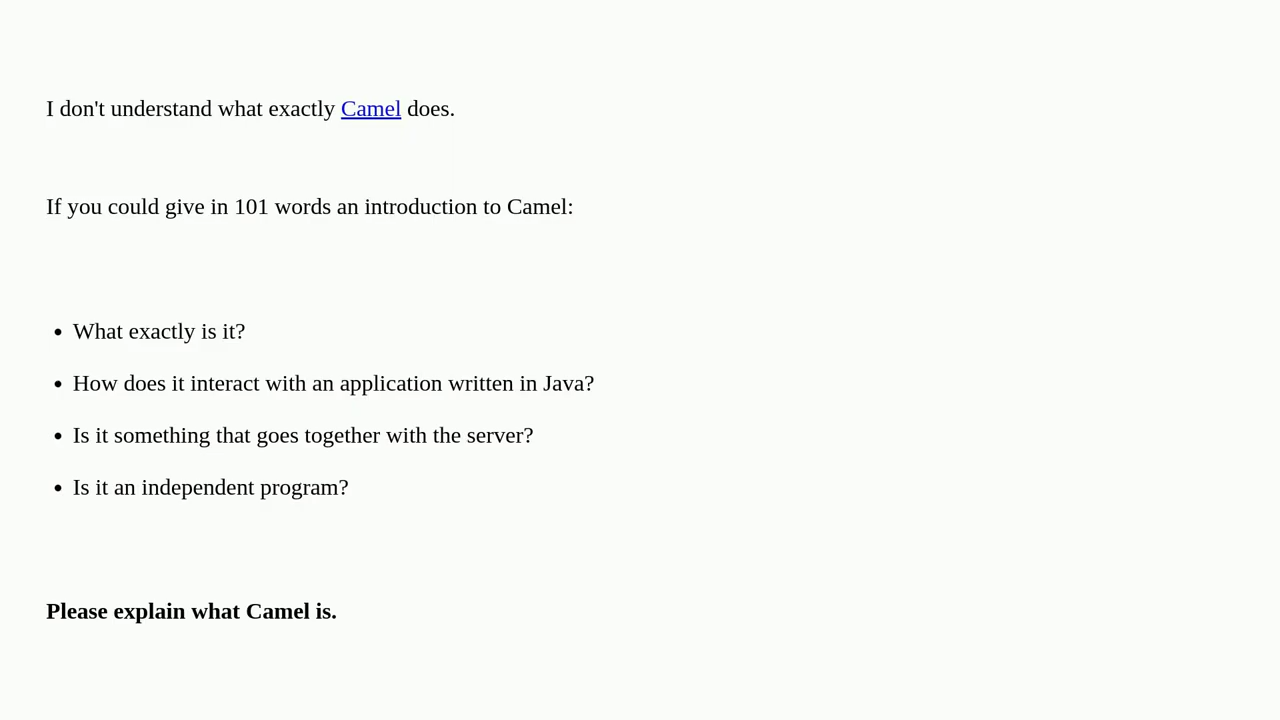 I don't understand what exactly Camel does.
If you could give in 101 words an introduction to Camel:
• What exactly is it?
• How does it interact with an application written in Java?
• Is it something that goes together with the server?
• Is it an independent program?
Please explain what Camel is.